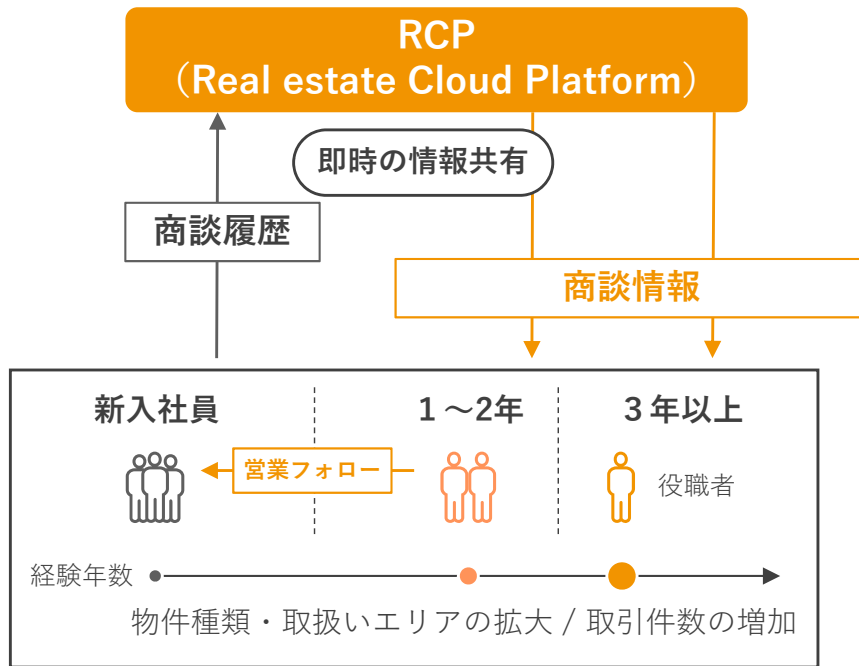 RCP
（Real estate Cloud Platform）
即時の情報共有
商談履歴
商談情報
新入社員
１～2年
３年以上
営業フォロー
役職者
経験年数
物件種類・取扱いエリアの拡大 / 取引件数の増加